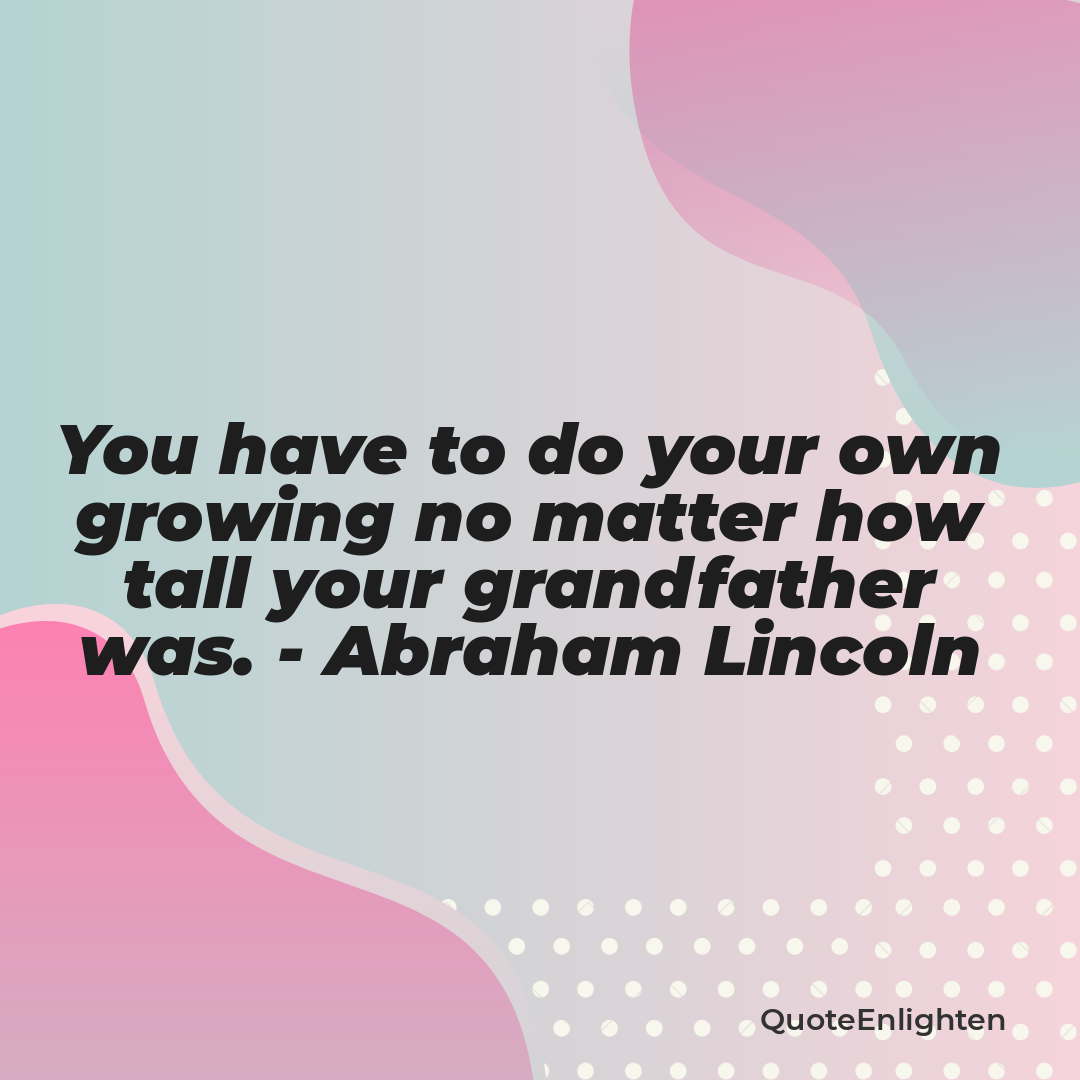 You have to do your own
growing no matter how
tall your grandfather
was. - Abraham Lincoln
QuoteEnlighten